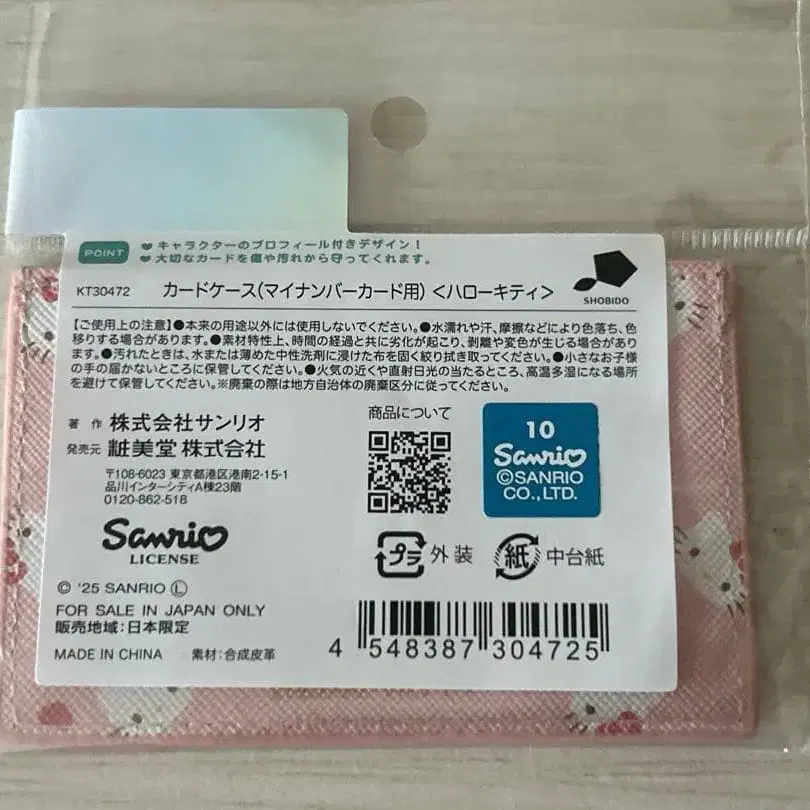 POINT
キャラクターのプロフィール付きデザイン!
大切なカードを傷や汚れから守ってくれます。
KT30472 カードケース(マイナンバーカード用)<ハローキティ>
SHOBIDO
【ご使用上の注意】●本来の用途以外には使用しないでください。●水濡れや汗、摩擦などにより色落ち、色
移りする場合があります。●素材特性上、時間の経過と共に劣化が起こり、剥離や変色が生じる場合があり
ます。●汚れたときは、水または薄めた中性洗剤に浸けた布を固く絞り拭き取ってください。●小さなお子様
の手の届かないところに保管してください。●火気の近くや直射日光の当たるところ、高温多湿になる場所
を避けて保管してください。※廃棄の際は地方自治体の廃棄区分に従ってください。
著作 株式会社サンリオ
発売元 粧美堂 株式会社
〒108-6023 東京都港区港南2-15-1
品川インターシティA棟23階
0120-862-518
商品について
10
Sanrio
©SANRIO
CO.,LTD.
Sanrio
LICENSE
プラ 外装
紙 中台紙
© '25 SANRIO Ⓛ
FOR SALE IN JAPAN ONLY
販売地域:日本限定
MADE IN CHINA 素材:合成皮革
4 548387 304725